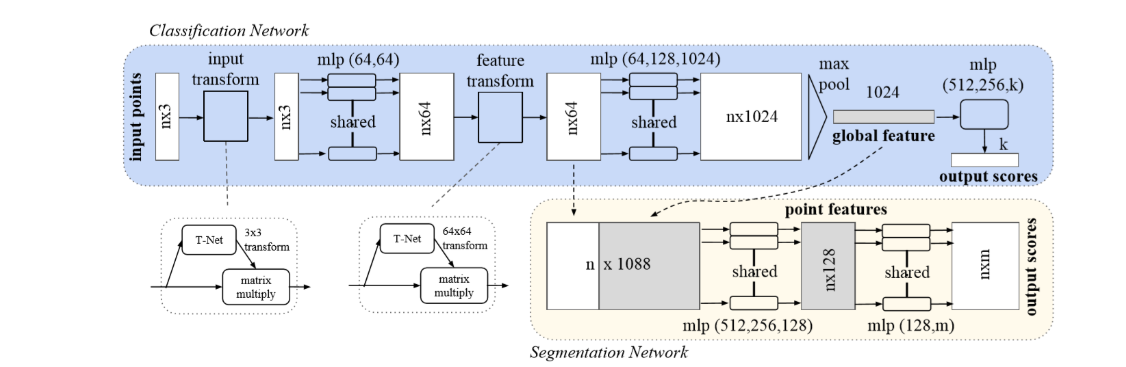 Classification Network
input points
nx3
input
transform
nx3
mlp (64,64)
shared
nx64
feature
transform
nx64
mlp (64,128,1024)
shared
nx1024
max
pool
1024
global feature
mlp
(512,256,k)
k
output scores
T-Net
3x3
transform
matrix
multiply
T-Net
64x64
transform
matrix
multiply
point features
n x 1088
shared
mlp (512,256,128)
nx128
shared
mlp (128,m)
nxm
output scores
Segmentation Network